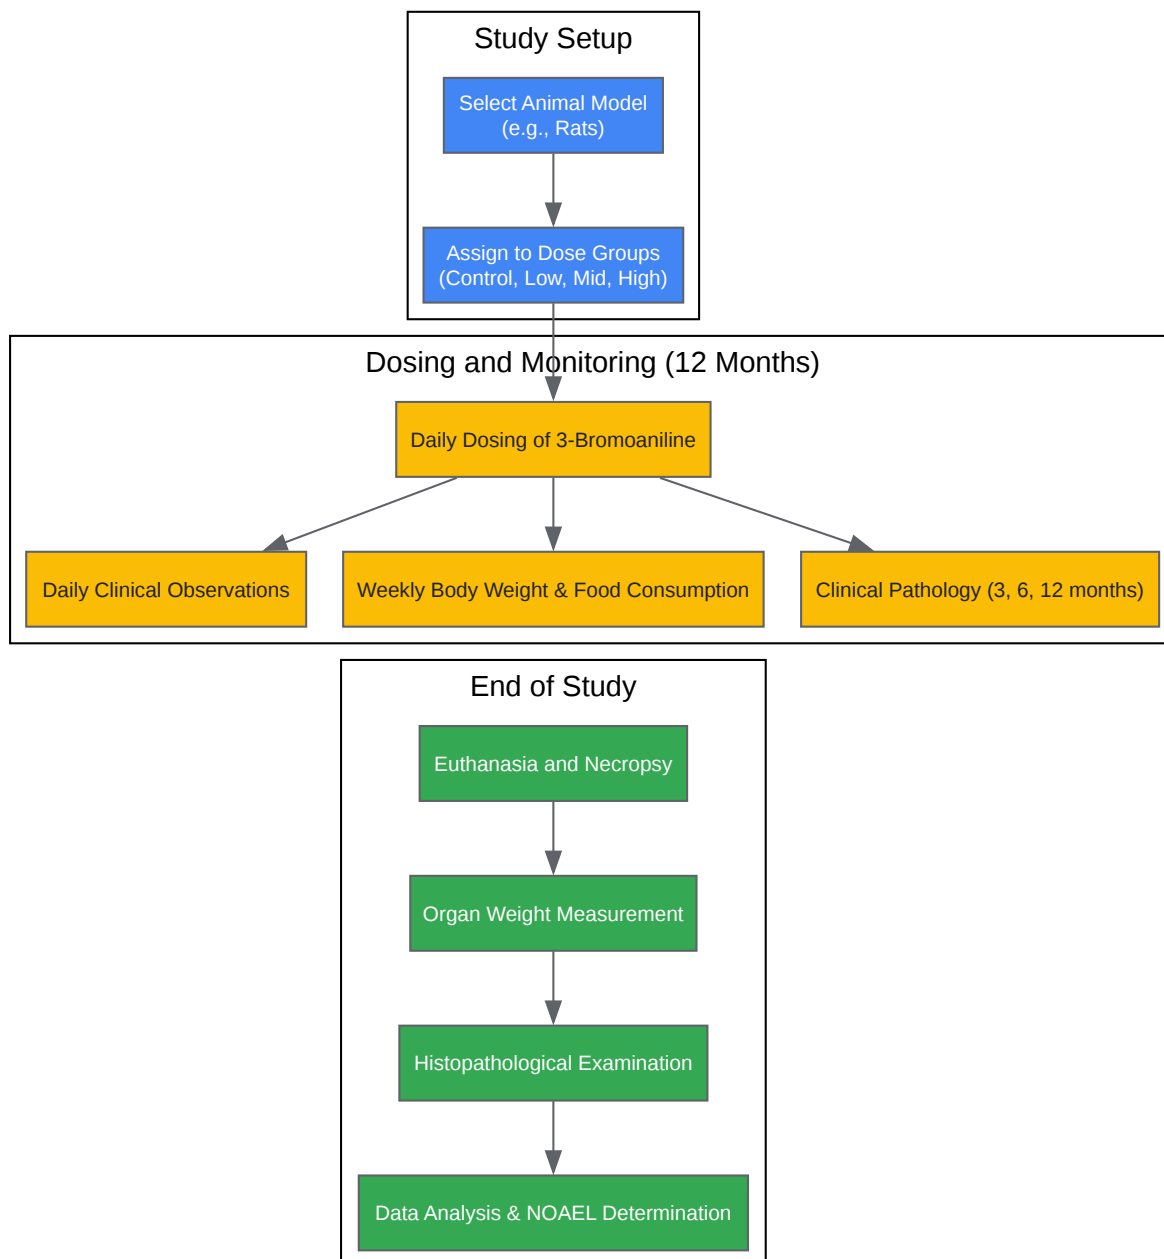 Study Setup
Select Animal Model
(e.g., Rats)
Assign to Dose Groups
(Control, Low, Mid, High)
Dosing and Monitoring (12 Months)
Daily Dosing of 3-Bromoaniline
Daily Clinical Observations
Weekly Body Weight & Food Consumption
Clinical Pathology (3, 6, 12 months)
End of Study
Euthanasia and Necropsy
Organ Weight Measurement
Histopathological Examination
Data Analysis & NOAEL Determination